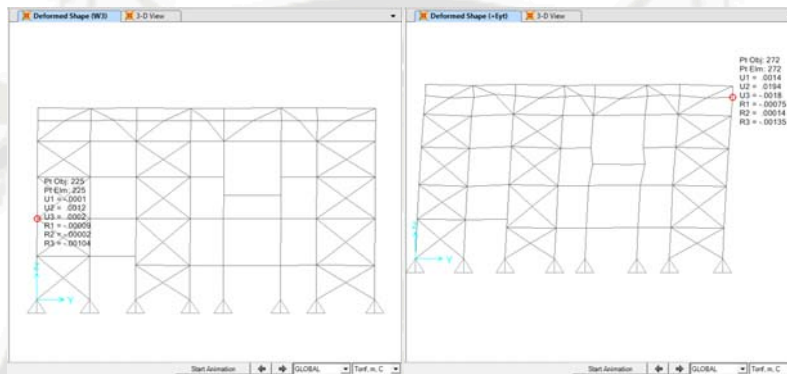 Deformed Shape (W3)
3-D View
Pt Obj: 225
Pt Elm: 225
U1 = -.0001
U2 = .0012
U3 = .0002
R1 = -.00009
R2 = -.00002
R3 = -.00104
Y
Start Animation
GLOBAL
Tonf, m, C
Deformed Shape (+Eyt)
3-D View
Pt Obj: 272
Pt Elm: 272
U1 = .0014
U2 = .0194
U3 = -.0018
R1 = -.00075
R2 = .00014
R3 = -.00135
Y
Start Animation
GLOBAL
Tonf, m, C